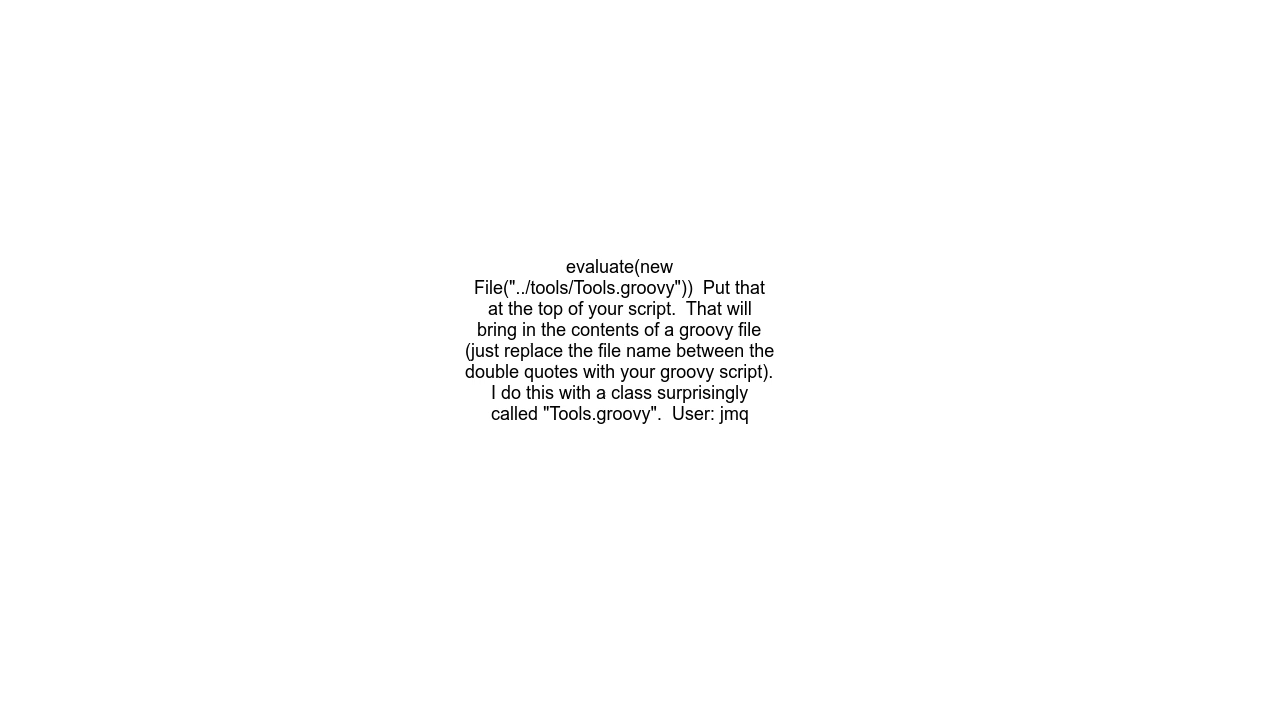 evaluate(new
File("../tools/Tools.groovy"))  Put that
at the top of your script.  That will
bring in the contents of a groovy file
(just replace the file name between the
double quotes with your groovy script).
I do this with a class surprisingly
called "Tools.groovy".  User: jmq